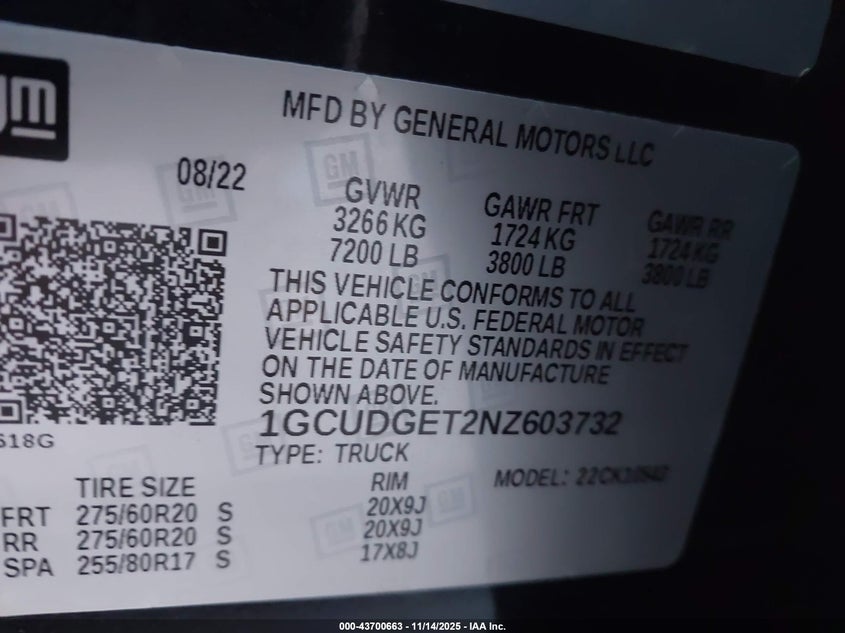 gm
MFD BY GENERAL MOTORS LLC
08/22
GVWR GAWR FRT GAWR RR
3266 KG 1724 KG 1724 KG
7200 LB 3800 LB 3800 LB
THIS VEHICLE CONFORMS TO ALL
APPLICABLE U.S. FEDERAL MOTOR
VEHICLE SAFETY STANDARDS IN EFFECT
ON THE DATE OF MANUFACTURE
SHOWN ABOVE.
1GCUDGET2NZ603732
618G
TYPE: TRUCK
TIRE SIZE RIM MODEL:
FRT 275/60R20 S 20X9J
RR 275/60R20 S 20X9J
SPA 255/80R17 S 17X8J
000-43700663 - 11/14/2025 - IAA Inc.